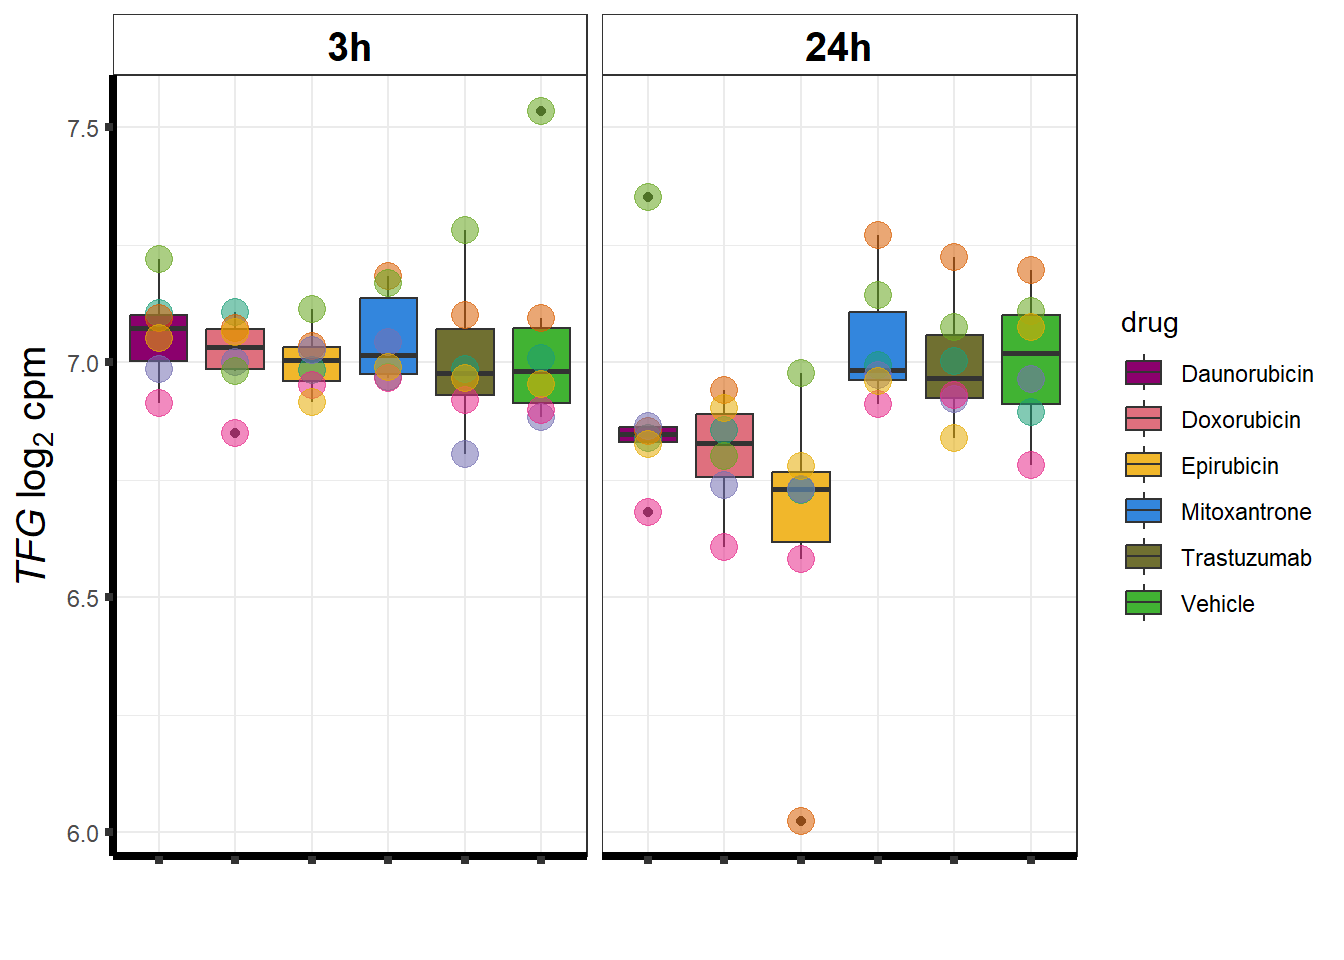 3h
24h
7.5
7.0
6.5
6.0
TFG log2 cpm
drug
Daunorubicin
Doxorubicin
Epirubicin
Mitoxantrone
Trastuzumab
Vehicle